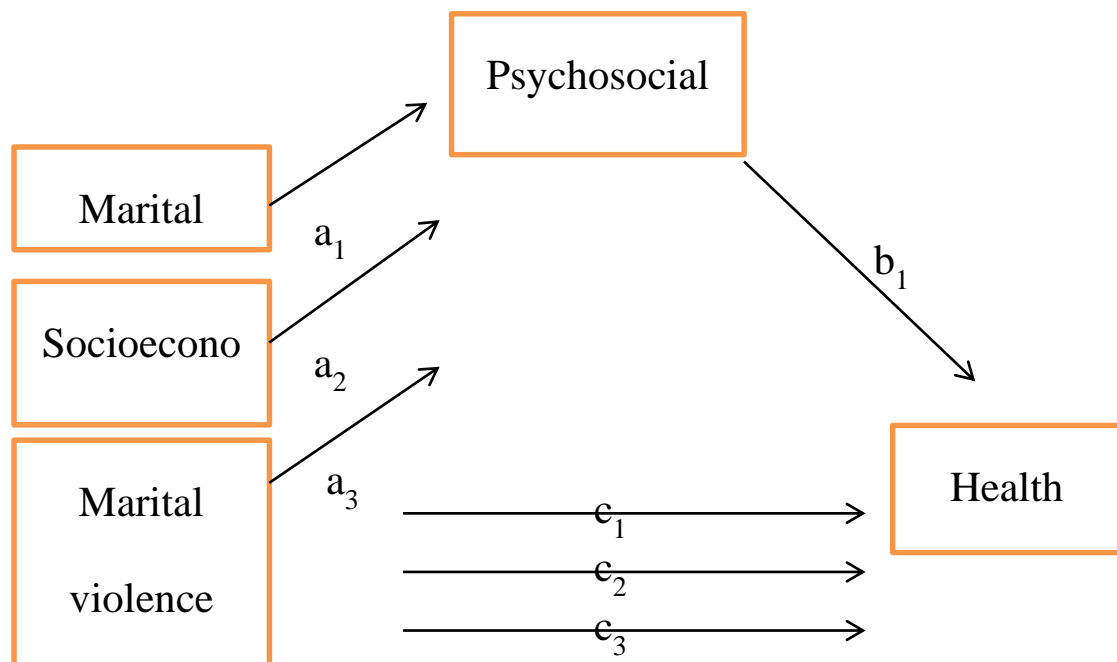 Psychosocial
Marital
a₁
b₁
Socioecono
a₂
Marital
violence
a₃
Health
c₁
c₂
c₃